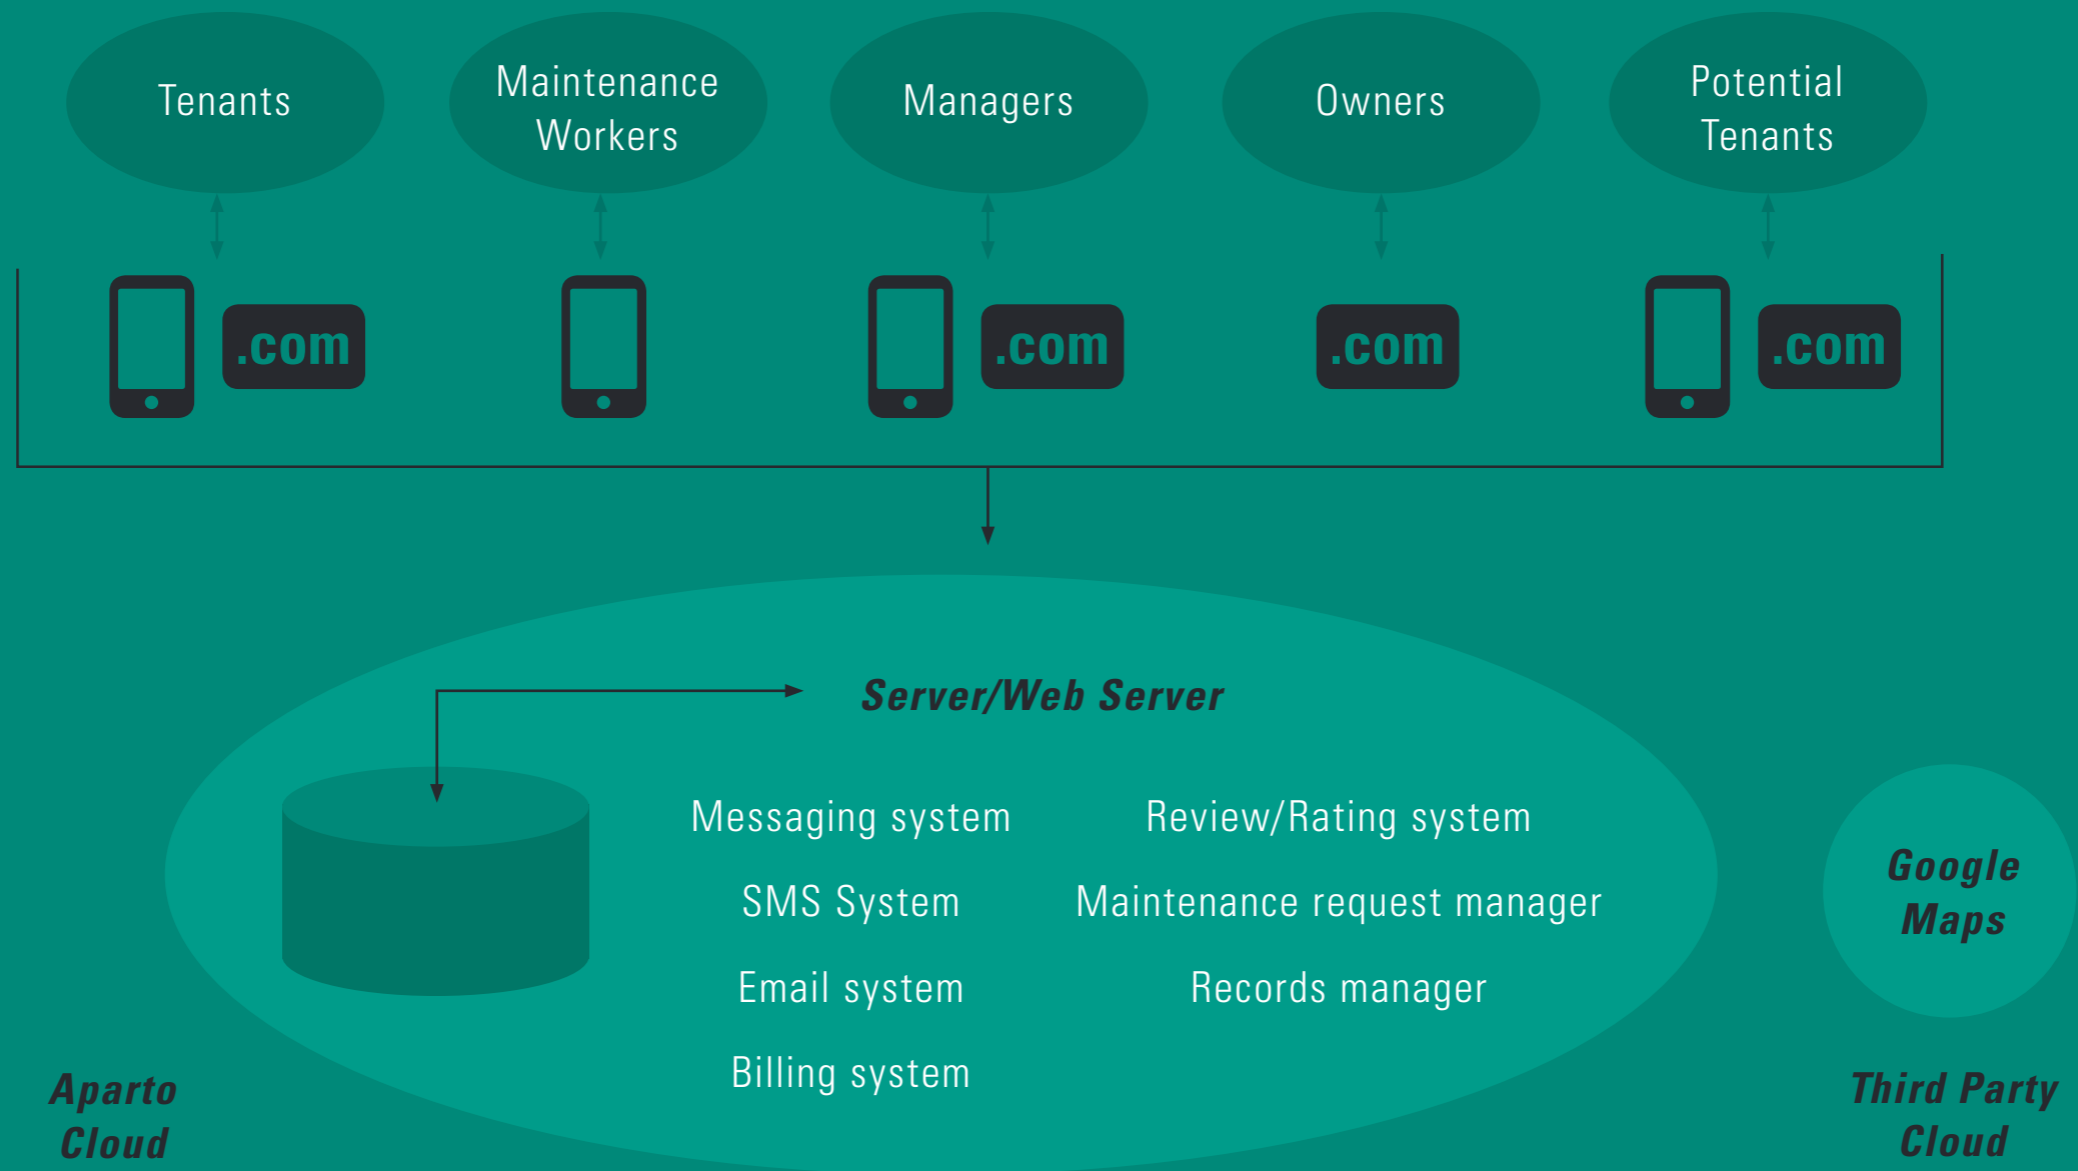 Tenants
Maintenance
Workers
Managers
Owners
Potential
Tenants
.com
.com
.com
.com
Server/Web Server
Messaging system
Review/Rating system
SMS System
Maintenance request manager
Email system
Records manager
Billing system
Google
Maps
Aparto
Cloud
Third Party
Cloud